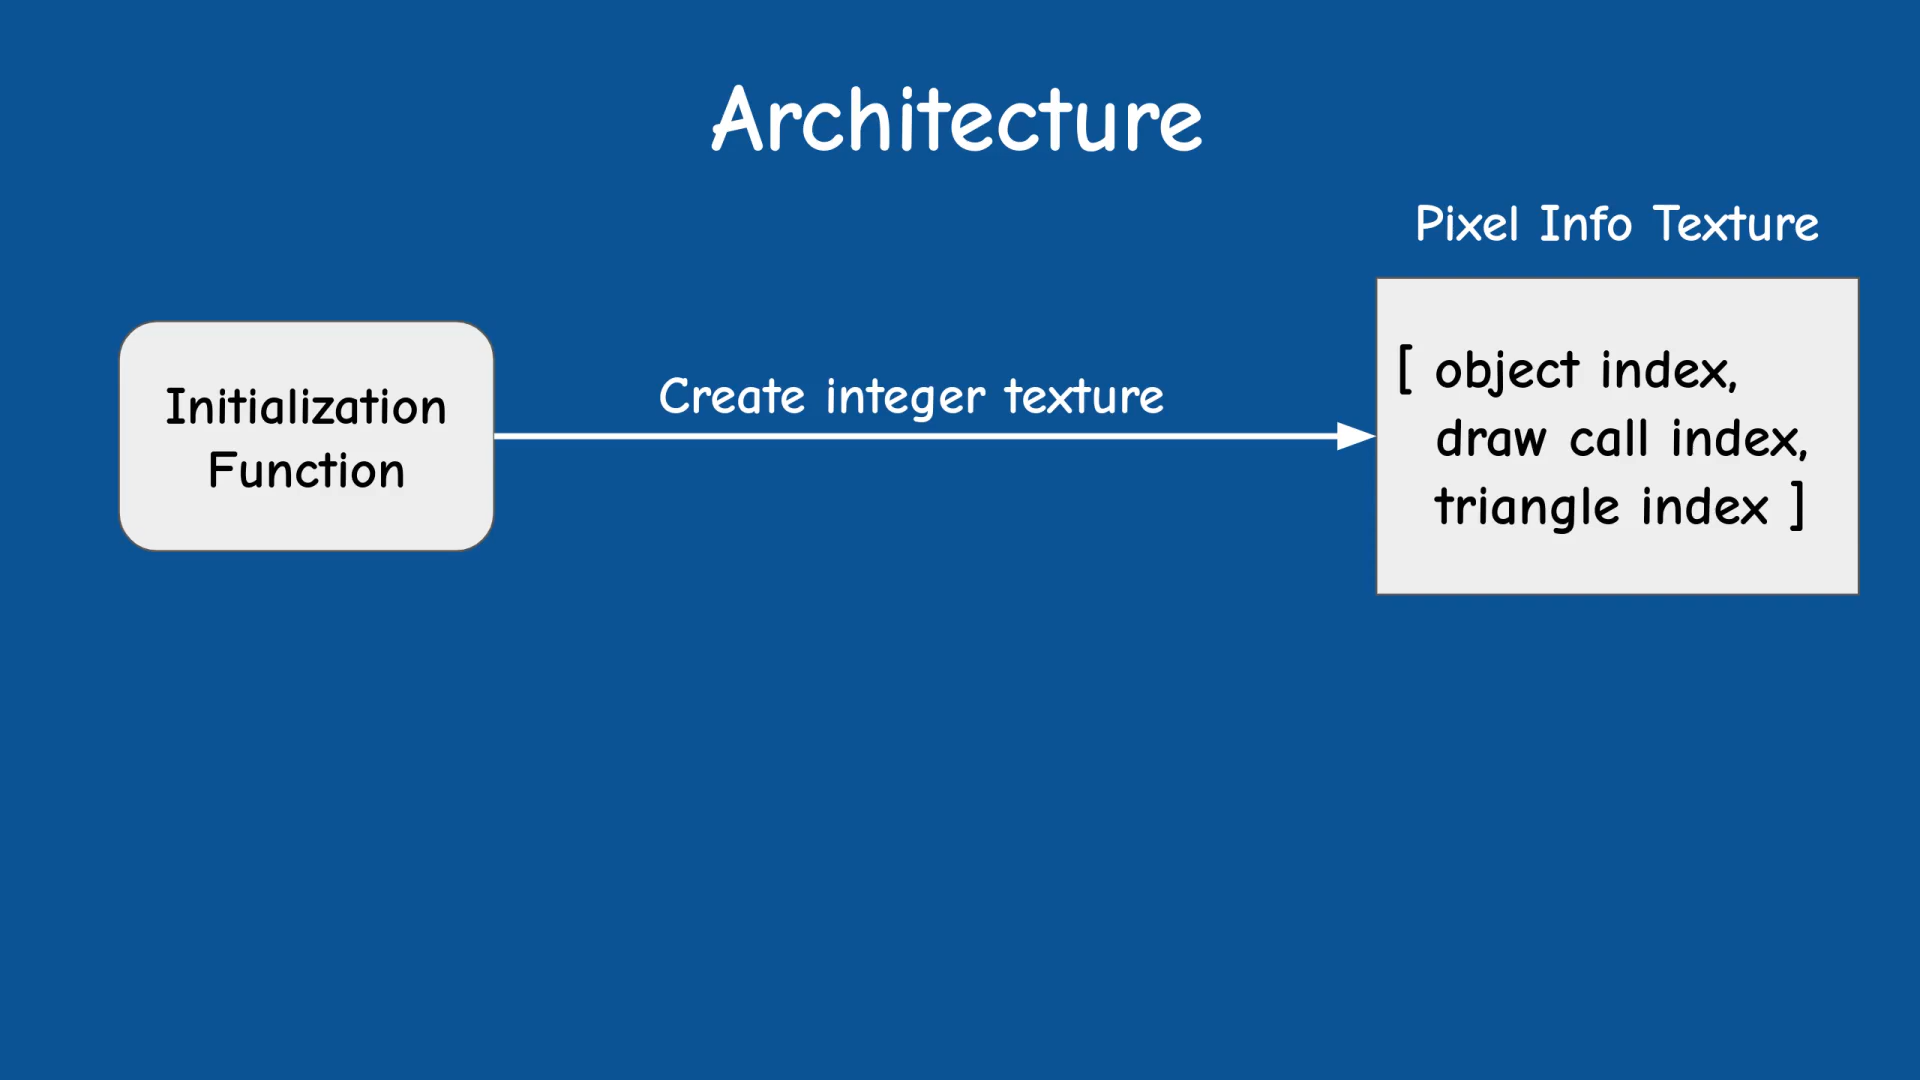 Architecture
Pixel Info Texture
Initialization
Function
Create integer texture
[ object index,
draw call index,
triangle index ]